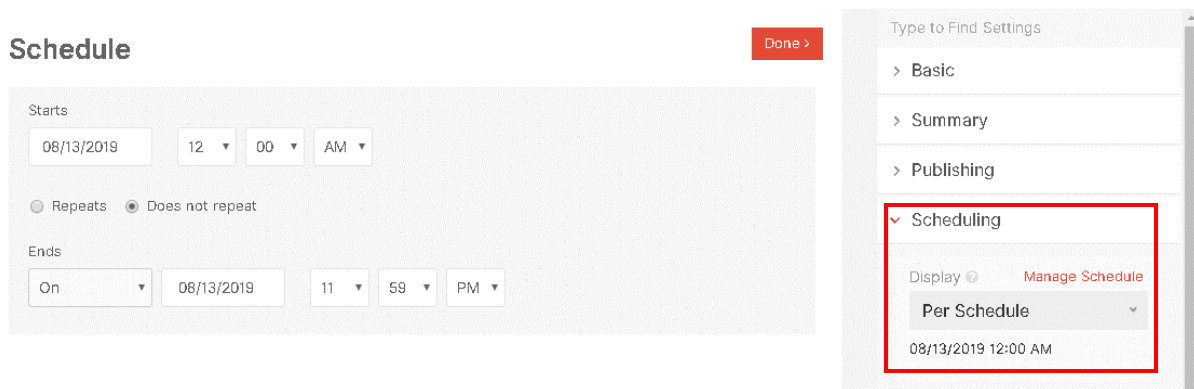 Schedule
Done >
Starts
08/13/2019 12 00 AM
Repeats Does not repeat
Ends
On 08/13/2019 11 59 PM
Type to Find Settings
> Basic
> Summary
> Publishing
Scheduling
Display Manage Schedule
Per Schedule
08/13/2019 12:00 AM